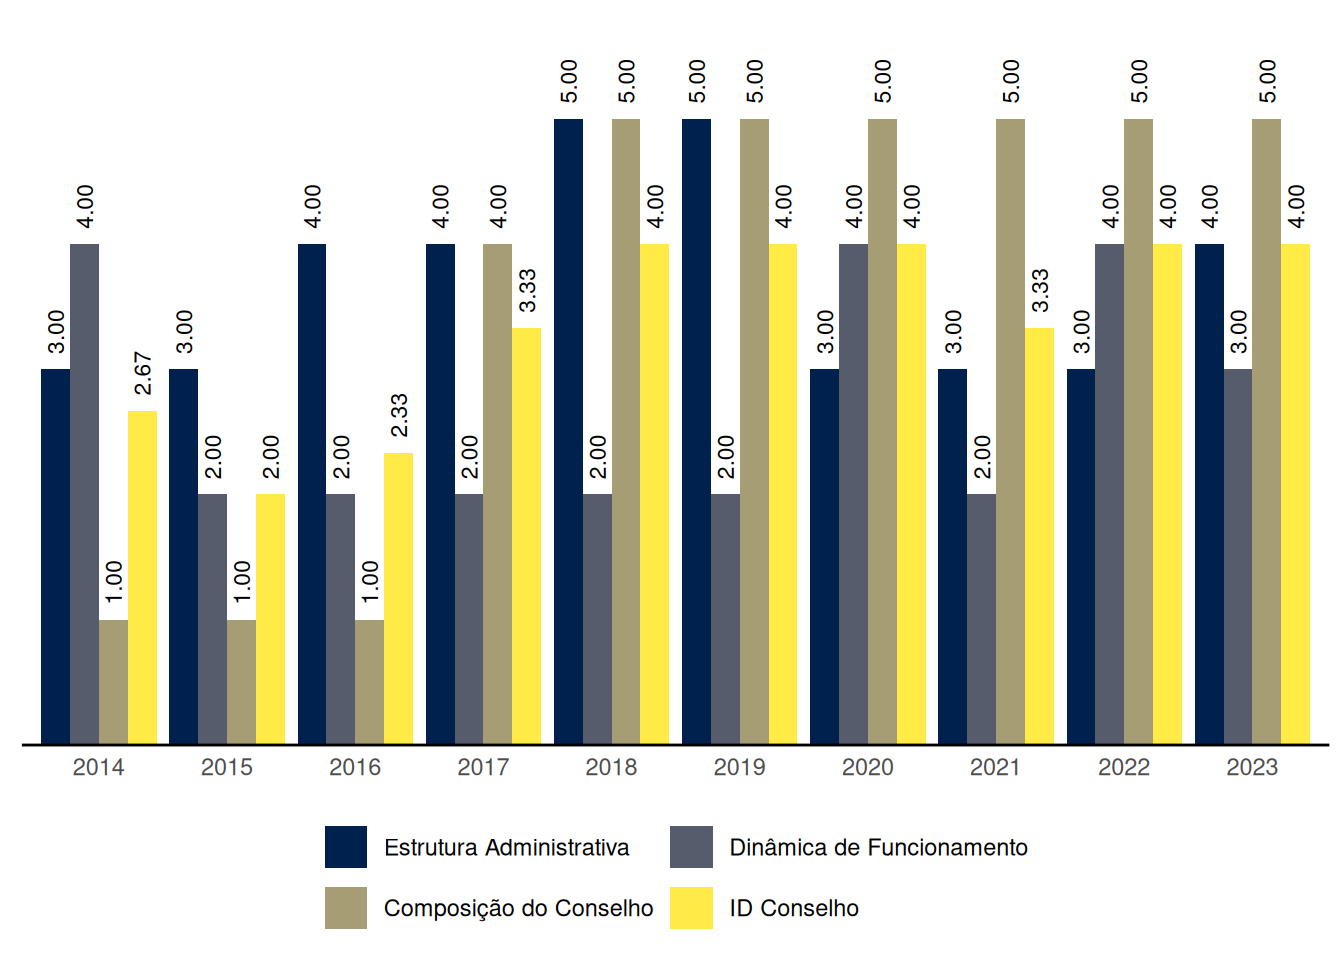 5.00 5.00 5.00 5.00 5.00 5.00 5.00 5.00
4.00 4.00 4.00 4.00 4.00 4.00 4.00 4.00 4.00 4.00 4.00 4.00
3.33 3.33
3.00 3.00 3.00 3.00 3.00 3.00
2.67
2.33
2.00 2.00 2.00 2.00 2.00 2.00 2.00
1.00 1.00 1.00
2014 2015 2016 2017 2018 2019 2020 2021 2022 2023
Estrutura Administrativa Dinâmica de Funcionamento
Composição do Conselho ID Conselho